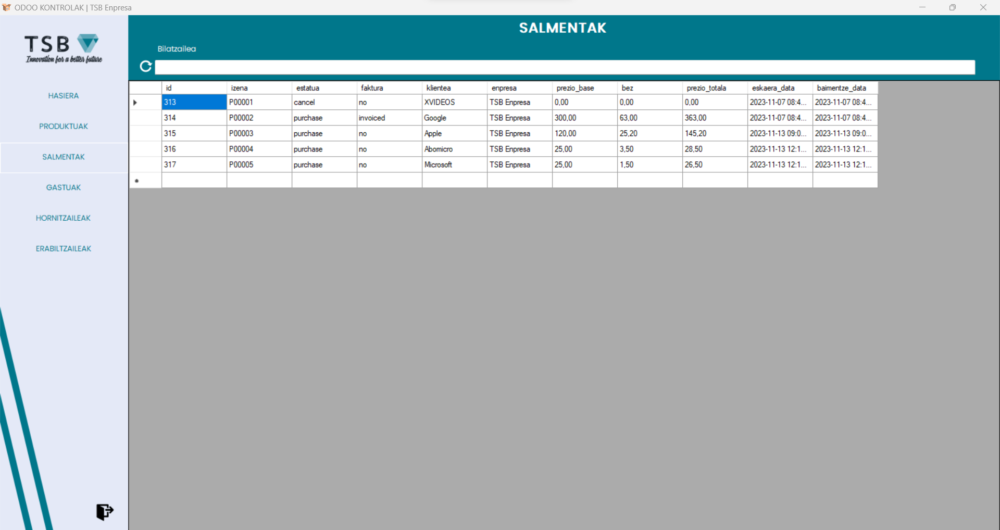 ODOO KONTROLAK | TSB Enpresa
TSB
Innovation for a better future
HASIERA
PRODUKTUAK
SALMENTAK
GASTUAK
HORNITZAILEAK
ERABILTZAILEAK
SALMENTAK
Bilatzailea
id izena estatua faktura klientea enpresa prezio_base bez prezio_totala eskaera_data baimentze_data
313 P00001 cancel no XVIDEOS TSB Enpresa 0,00 0,00 0,00 2023-11-07 08:4... 2023-11-07 08:4...
314 P00002 purchase invoiced Google TSB Enpresa 300,00 63,00 363,00 2023-11-07 08:4... 2023-11-07 08:4...
315 P00003 purchase no Apple TSB Enpresa 120,00 25,20 145,20 2023-11-13 09:0... 2023-11-13 09:0...
316 P00004 purchase no Abomicro TSB Enpresa 25,00 3,50 28,50 2023-11-13 12:1... 2023-11-13 12:1...
317 P00005 purchase no Microsoft TSB Enpresa 25,00 1,50 26,50 2023-11-13 12:1... 2023-11-13 12:1...